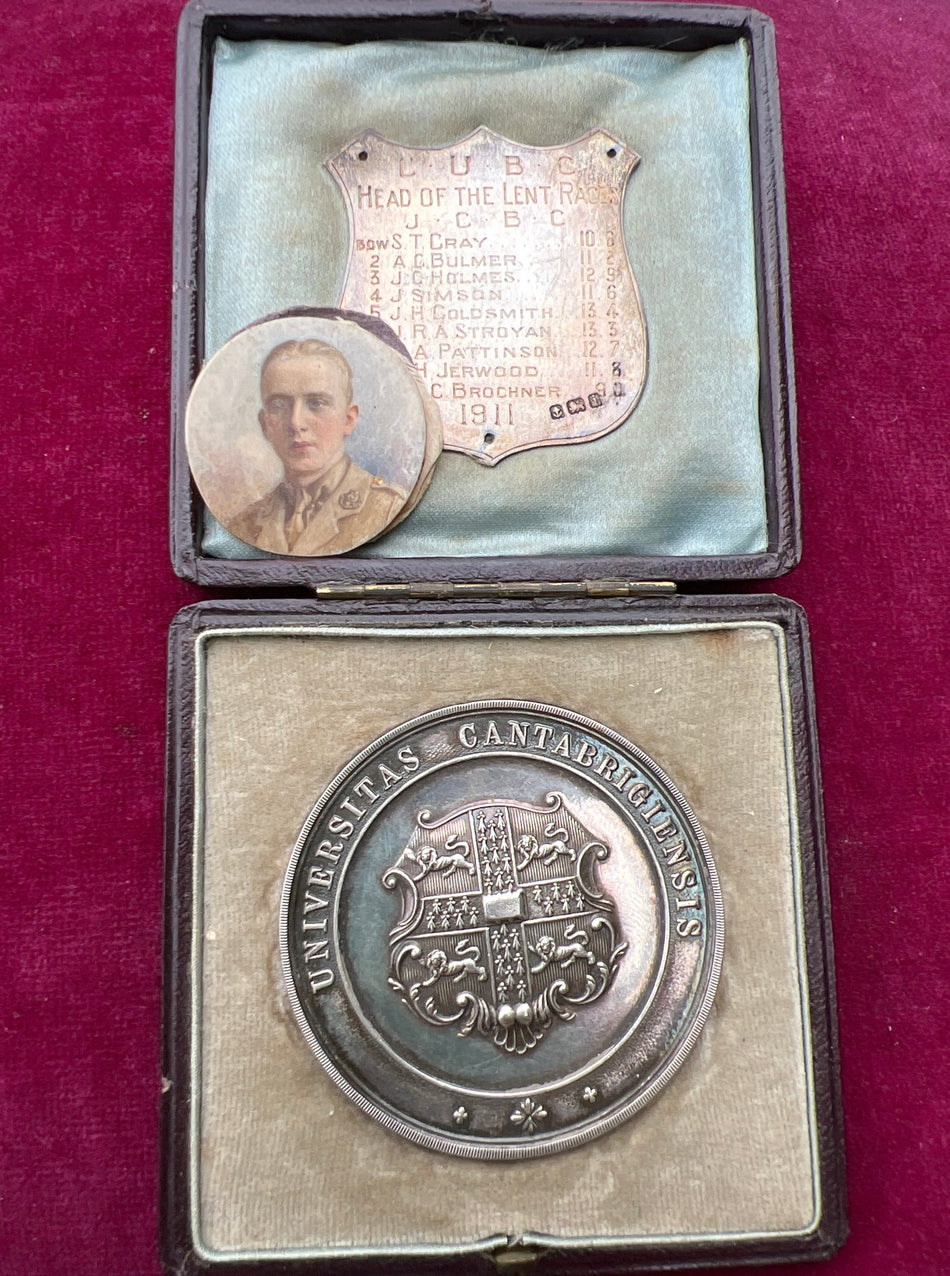 C · U · B · C
HEAD OF THE LENT RACES
J · C · B · C
BOW S. T. GRAY 10. 6
2 A. C. BULMER 11. 2
3 J. C. HOLMES 12. 9
4 J. SIMSON 11. 6
5 J. H. GOLDSMITH 13. 4
J. R. A. STROYAN 13. 3
A. PATTINSON 12. 7
H. JERWOOD 11. 8
C. BROCHNER
1911
UNIVERSITAS CANTABRIGIENSIS